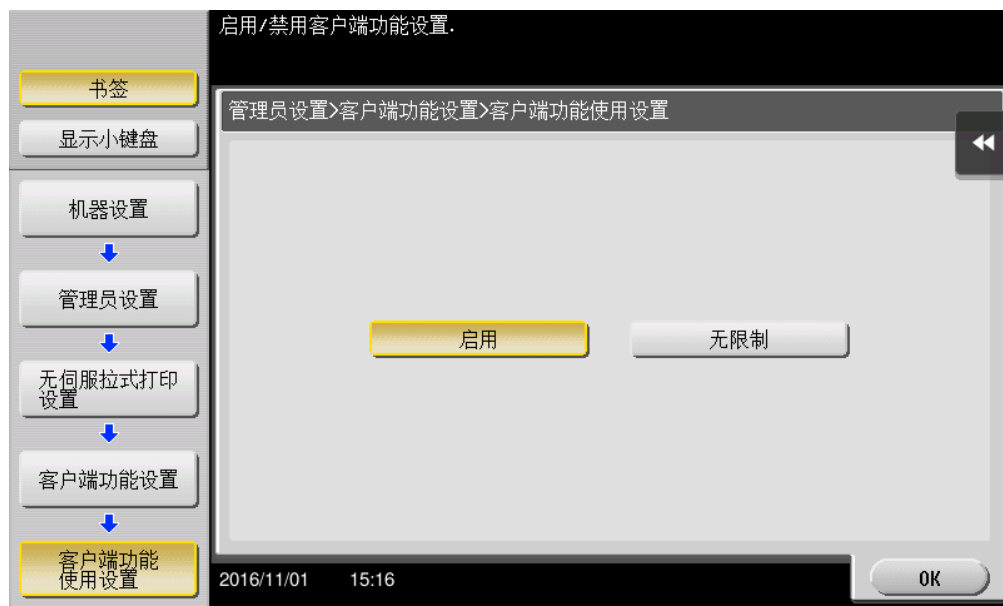 启用/禁用客户端功能设置.
书签
显示小键盘
管理员设置>客户端功能设置>客户端功能使用设置
机器设置
管理员设置
无伺服拉式打印
设置
客户端功能设置
客户端功能
使用设置
启用
无限制
2016/11/01 15:16
OK